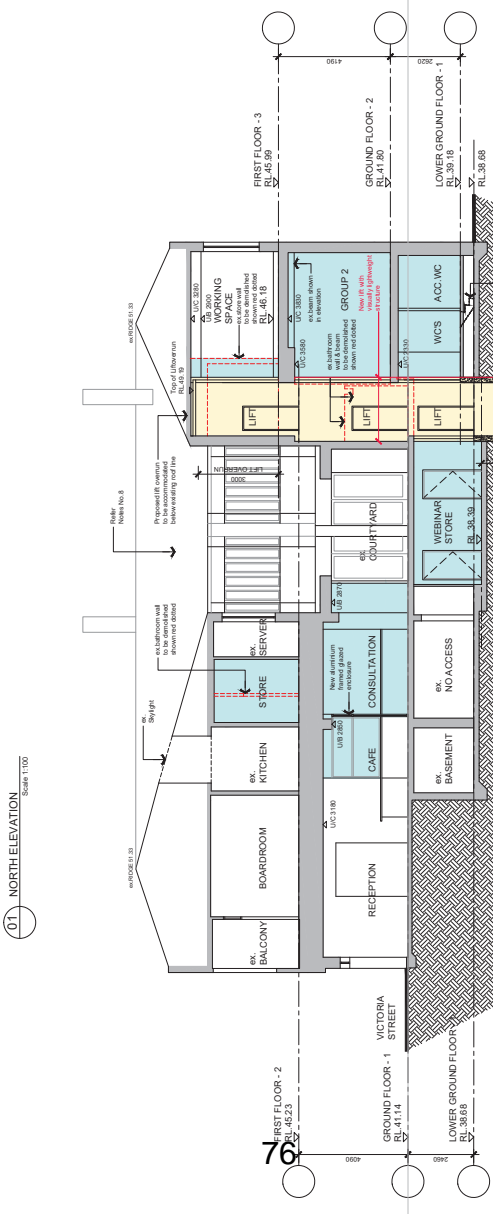 01 NORTH ELEVATION
Scale 1:100
Refer
Notes No.8
Proposed lift overrun
to be accommodated
below existing roof line
Top of Liftoverrun
RL.49.19
ex.RIDGE 51.33
ex.RIDGE 51.33
ex.
Skylight
ex.bathroom wall
to be demolished
shown red dotted
3000
LIFT OVERRUN
FIRST FLOOR - 3
RL.45.99
GROUND FLOOR - 2
RL.41.80
LOWER GROUND FLOOR - 1
RL.39.18
RL.38.68
4190
2620
U/C 3280
U/B 2900
WORKING
SPACE
RL.46.18
ex.store wall
to be demolished
shown red dotted
U/C 3830
ex.beam shown
in elevation
GROUP 2
U/C 3580
ex.bathroom
wall & beam
to be demolished
shown red dotted
New lift with
visually lightweight
structure
ACC.WC
WC'S
LIFT
LIFT
LIFT
ex.
BALCONY
BOARDROOM
ex.
KITCHEN
STORE
ex.
SERVER
ex.
COURTYARD
U/B 2870
New aluminium
framed glazed
enclosure
CONSULTATION
U/B 2850
CAFE
U/C 3180
RECEPTION
WEBINAR
STORE
RL.38.39
ex.
NO ACCESS
ex.
BASEMENT
VICTORIA
STREET
FIRST FLOOR - 2
RL.45.23
GROUND FLOOR - 1
RL.41.14
LOWER GROUND FLOOR
RL.38.68
4090
2460
76